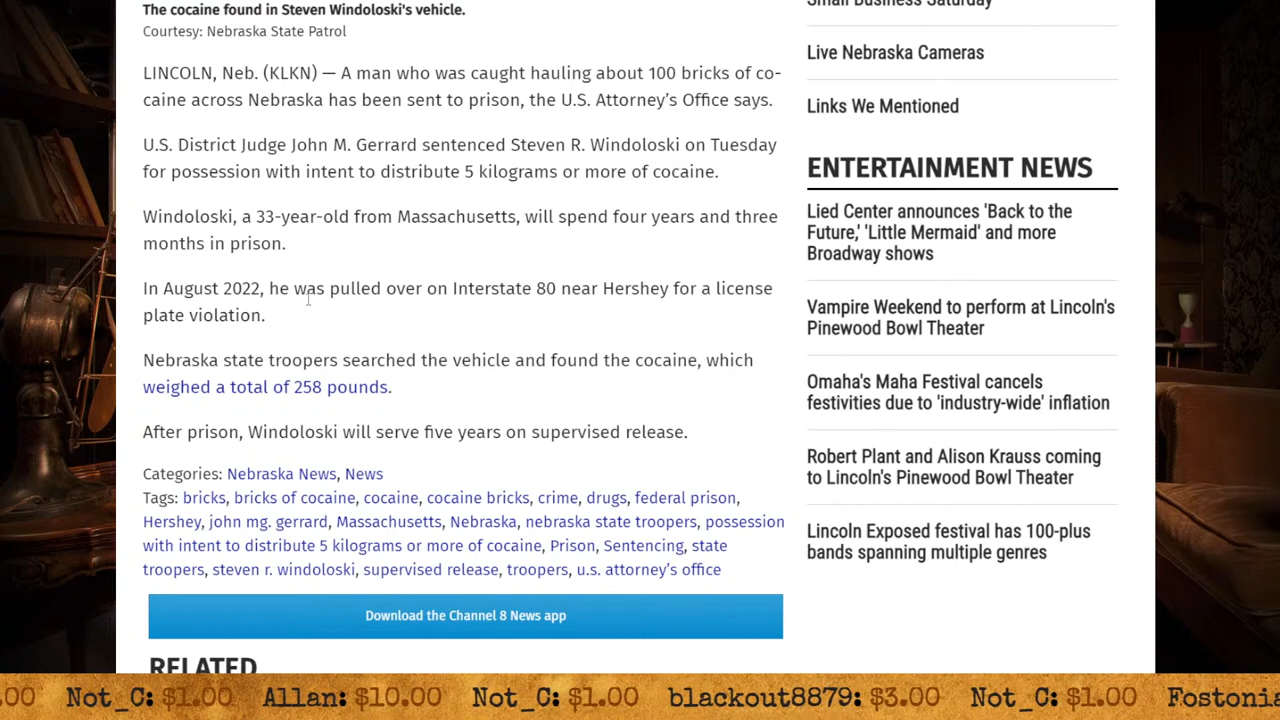 The cocaine found in Steven Windoloski's vehicle.
Courtesy: Nebraska State Patrol
LINCOLN, Neb. (KLKN) — A man who was caught hauling about 100 bricks of co-
caine across Nebraska has been sent to prison, the U.S. Attorney's Office says.
U.S. District Judge John M. Gerrard sentenced Steven R. Windoloski on Tuesday
for possession with intent to distribute 5 kilograms or more of cocaine.
Windoloski, a 33-year-old from Massachusetts, will spend four years and three
months in prison.
In August 2022, he was pulled over on Interstate 80 near Hershey for a license
plate violation.
Nebraska state troopers searched the vehicle and found the cocaine, which
weighed a total of 258 pounds.
After prison, Windoloski will serve five years on supervised release.
Categories: Nebraska News, News
Tags: bricks, bricks of cocaine, cocaine, cocaine bricks, crime, drugs, federal prison,
Hershey, john mg. gerrard, Massachusetts, Nebraska, nebraska state troopers, possession
with intent to distribute 5 kilograms or more of cocaine, Prison, Sentencing, state
troopers, steven r. windoloski, supervised release, troopers, u.s. attorney's office
Download the Channel 8 News app
RELATED
Small Business Saturday
Live Nebraska Cameras
Links We Mentioned
ENTERTAINMENT NEWS
Lied Center announces 'Back to the
Future,' 'Little Mermaid' and more
Broadway shows
Vampire Weekend to perform at Lincoln's
Pinewood Bowl Theater
Omaha's Maha Festival cancels
festivities due to 'industry-wide' inflation
Robert Plant and Alison Krauss coming
to Lincoln's Pinewood Bowl Theater
Lincoln Exposed festival has 100-plus
bands spanning multiple genres
.00 Not_C: $1.00 Allan: $10.00 Not_C: $1.00 blackout8879: $3.00 Not_C: $1.00 Fostonia